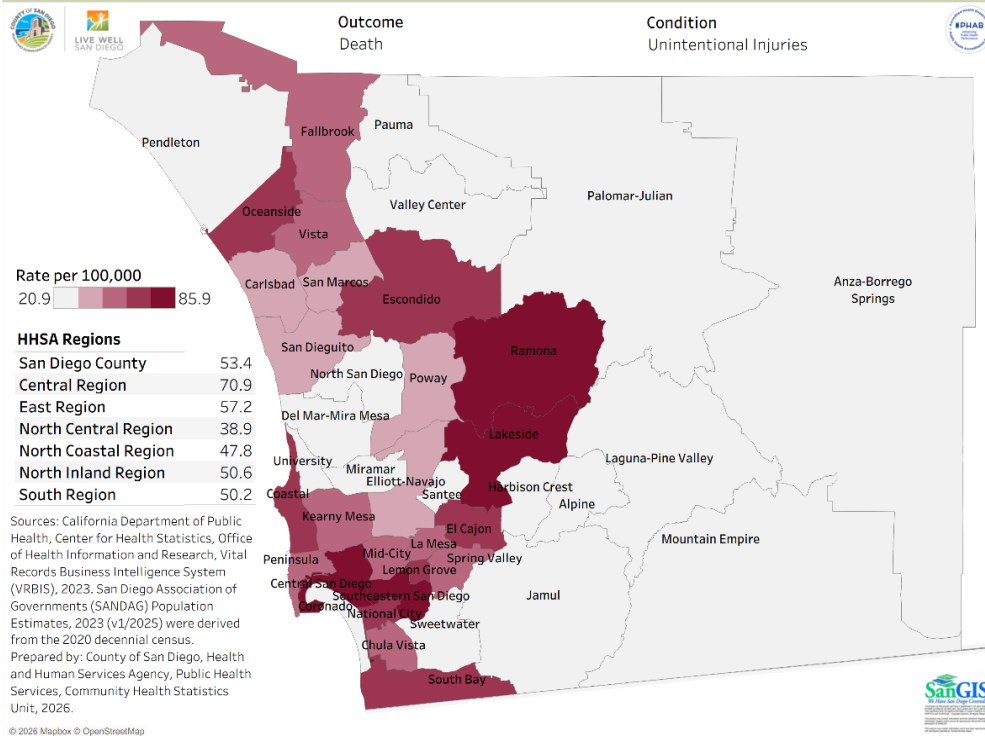 COUNTY OF SAN DIEGO
LIVE WELL
SAN DIEGO
Outcome
Death
Condition
Unintentional Injuries
PHAB
Pendleton
Fallbrook
Pauma
Oceanside
Valley Center
Palomar-Julian
Vista
Carlsbad
San Marcos
Escondido
Anza-Borrego
Springs
Rate per 100,000
20.9
85.9
HHSA Regions
San Diego County 53.4
Central Region 70.9
East Region 57.2
North Central Region 38.9
North Coastal Region 47.8
North Inland Region 50.6
South Region 50.2
San Dieguito
North San Diego
Poway
Ramona
Del Mar-Mira Mesa
Lakeside
University
Miramar
Elliott-Navajo
Santee
Harbison Crest
Alpine
Laguna-Pine Valley
Coastal
Kearny Mesa
El Cajon
La Mesa
Mountain Empire
Peninsula
Mid-City
Spring Valley
Lemon Grove
Central San Diego
Southeastern San Diego
Jamul
Coronado
National City
Sweetwater
Chula Vista
South Bay
Sources: California Department of Public
Health, Center for Health Statistics, Office
of Health Information and Research, Vital
Records Business Intelligence System
(VRBIS), 2023. San Diego Association of
Governments (SANDAG) Population
Estimates, 2023 (v1/2025) were derived
from the 2020 decennial census.
Prepared by: County of San Diego, Health
and Human Services Agency, Public Health
Services, Community Health Statistics
Unit, 2026.
© 2026 Mapbox © OpenStreetMap
SanGIS
We Have San Diego Covered